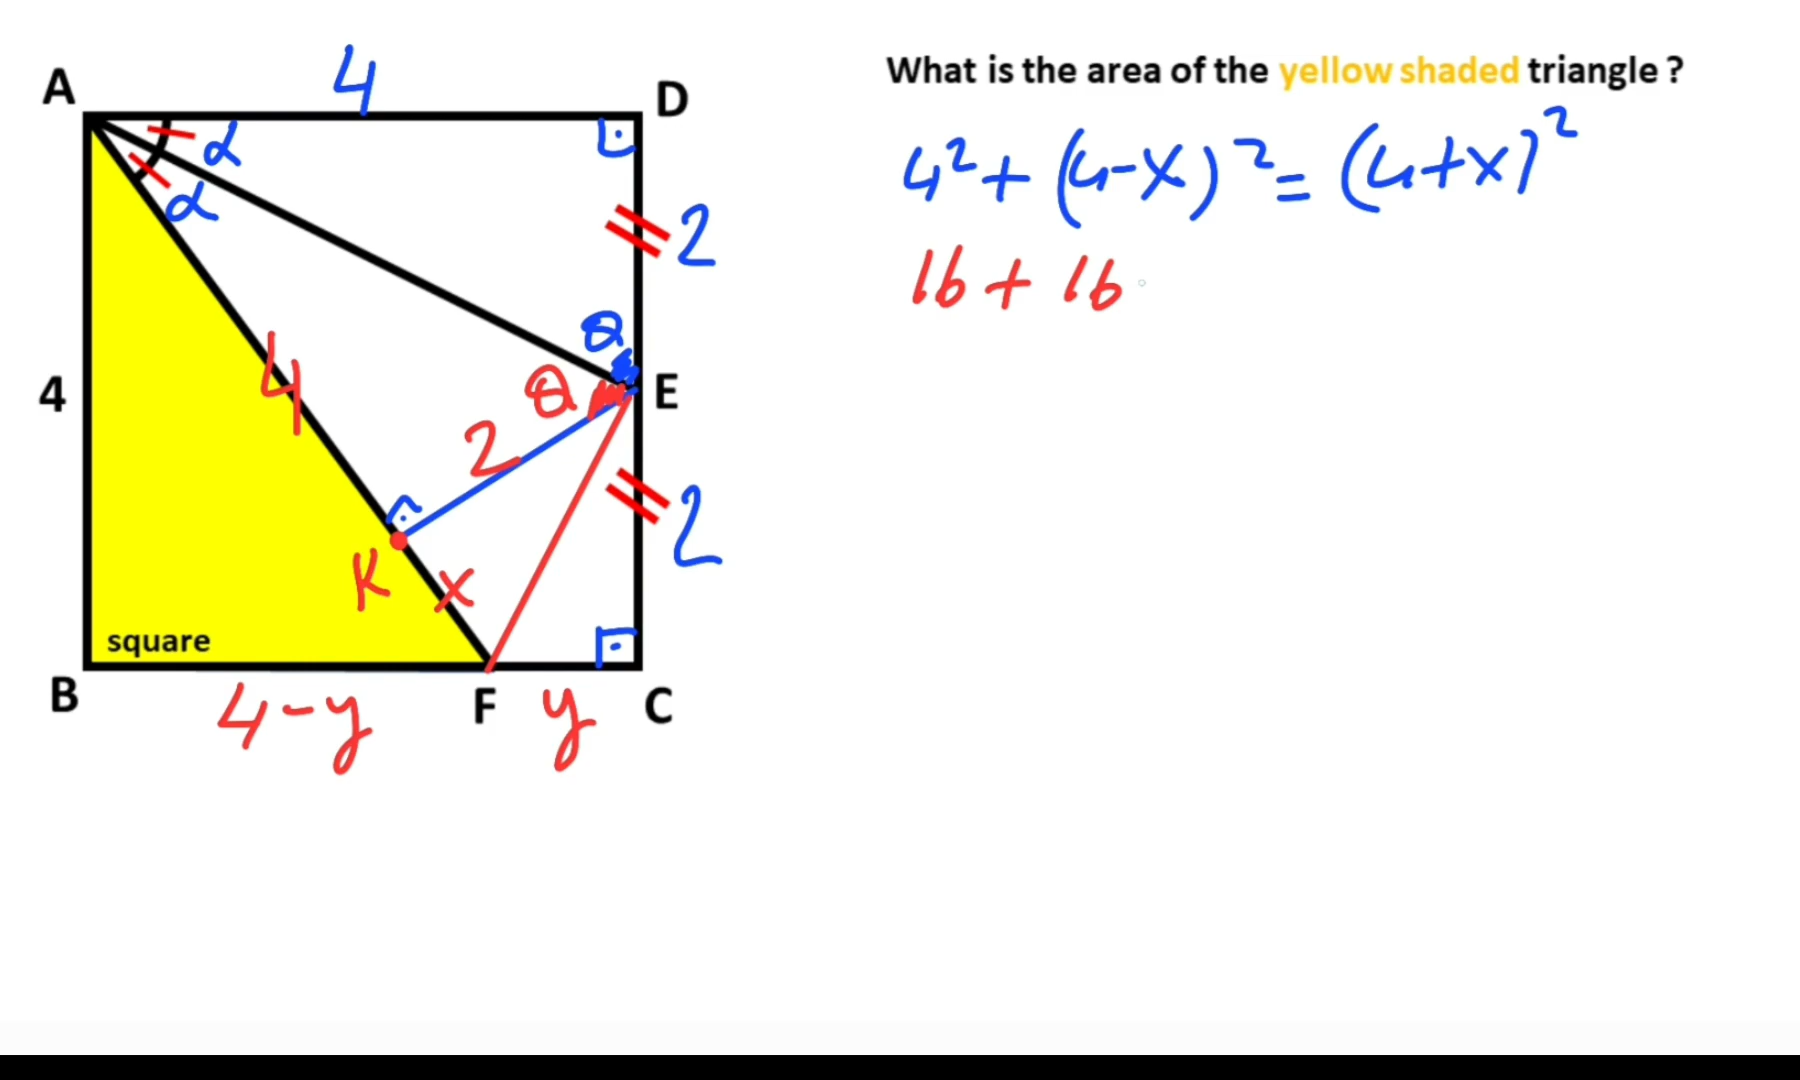 What is the area of the yellow shaded triangle ?
4² + (4-x)² = (4+x)²
16 + 16
A
4
D
α
α
2
θ
4
4
θ
E
2
2
K
x
square
B
4-y
F
y
C